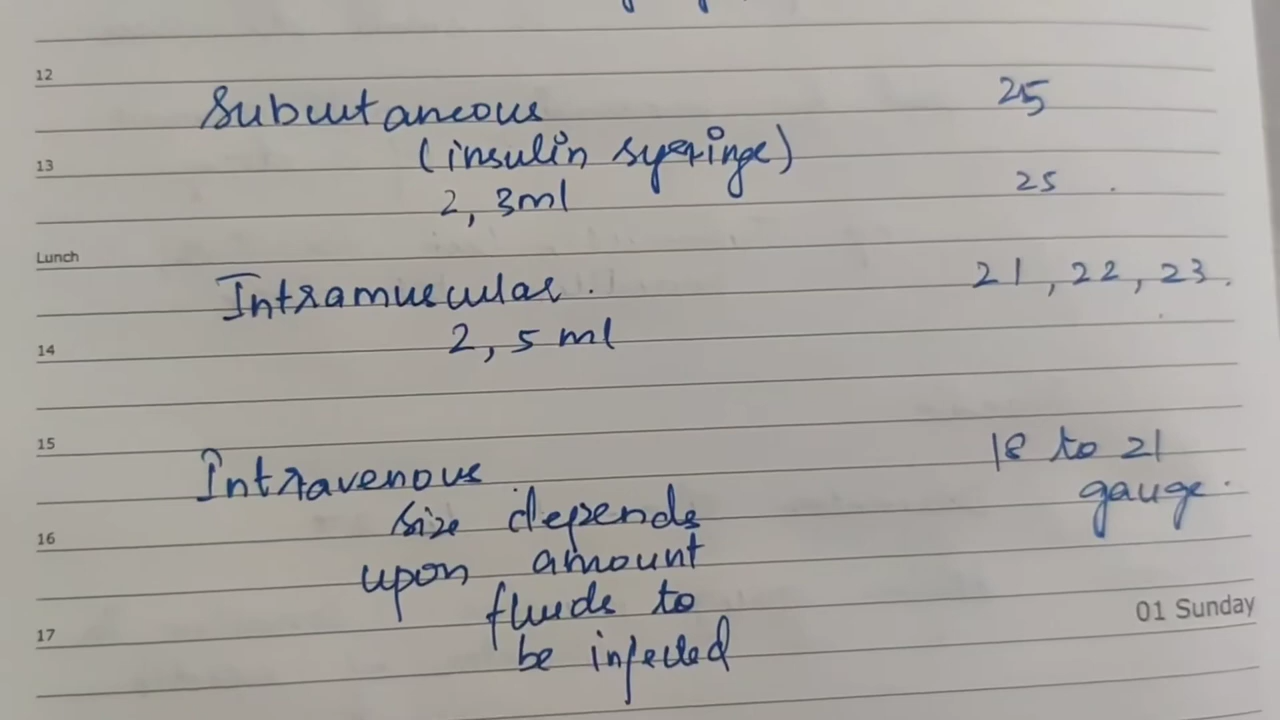 12
Subcutaneous 25
(insulin syringe)
13
2, 3ml 25 .
Lunch
Intramuscular . 21, 22, 23.
2, 5 ml
14
15
Intravenous 18 to 21
size depends gauge.
16
upon amount
fluids to
01 Sunday
17
be injected